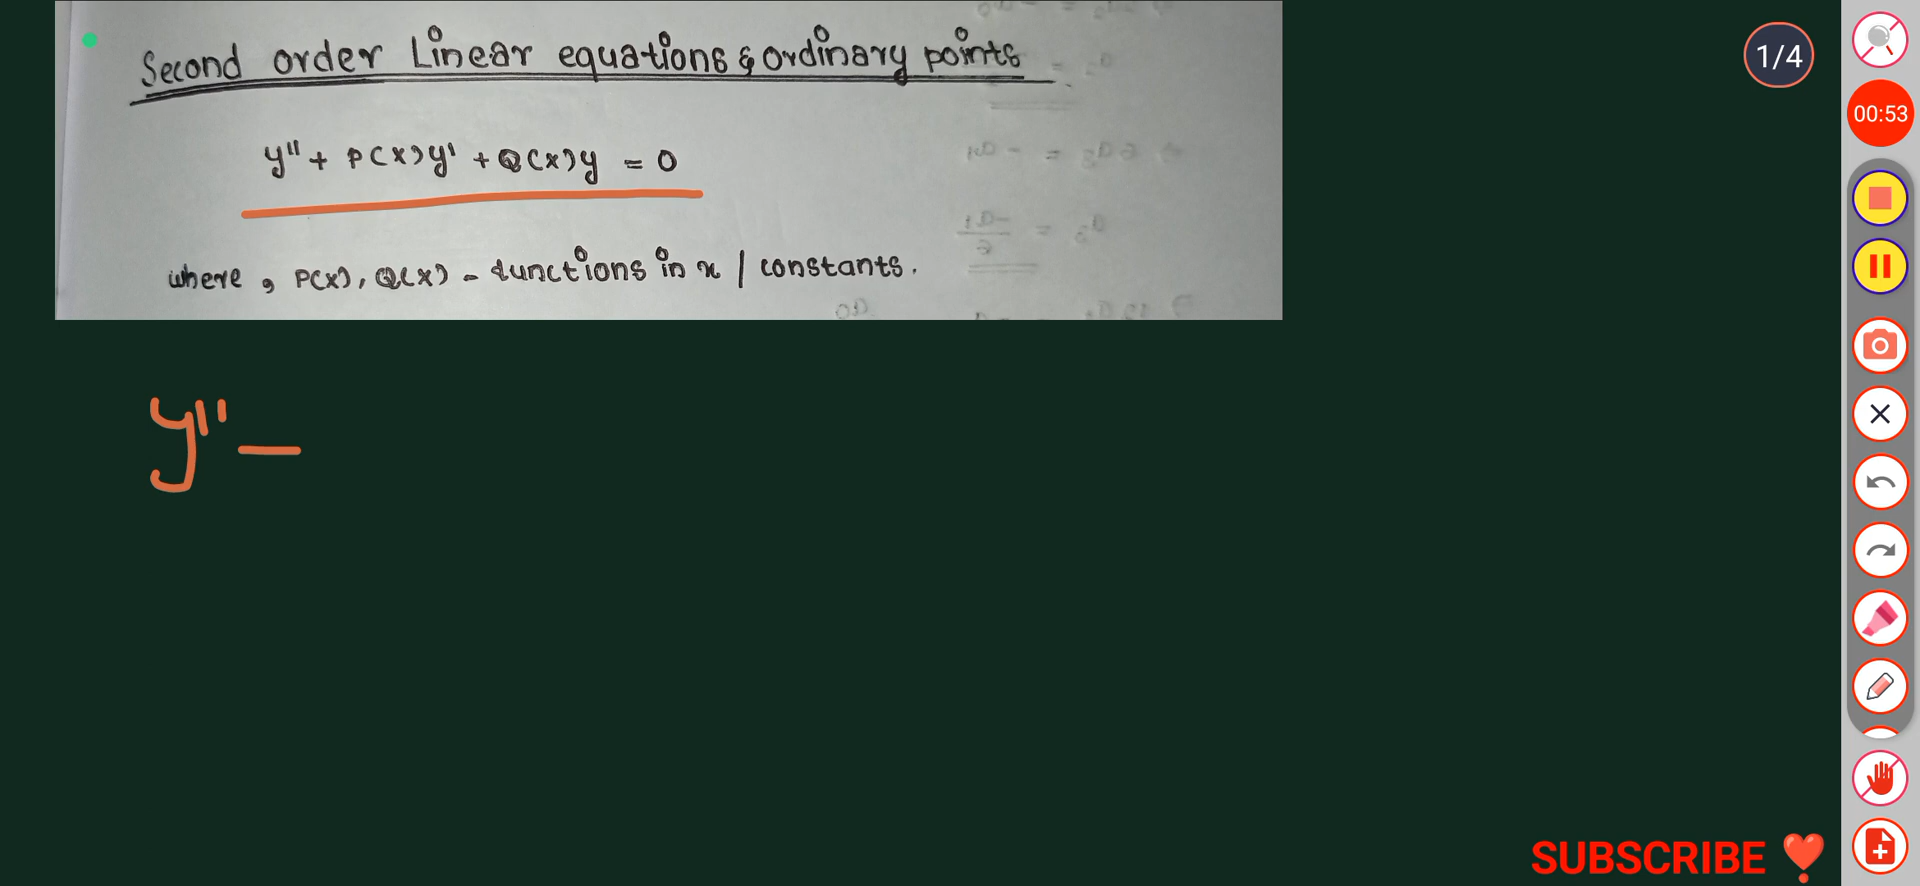 Second order Linear equations & ordinary points
y'' + P(x)y' + Q(x)y = 0
where , P(x), Q(x) - functions in x / constants.
y'' —
1/4
00:53
SUBSCRIBE